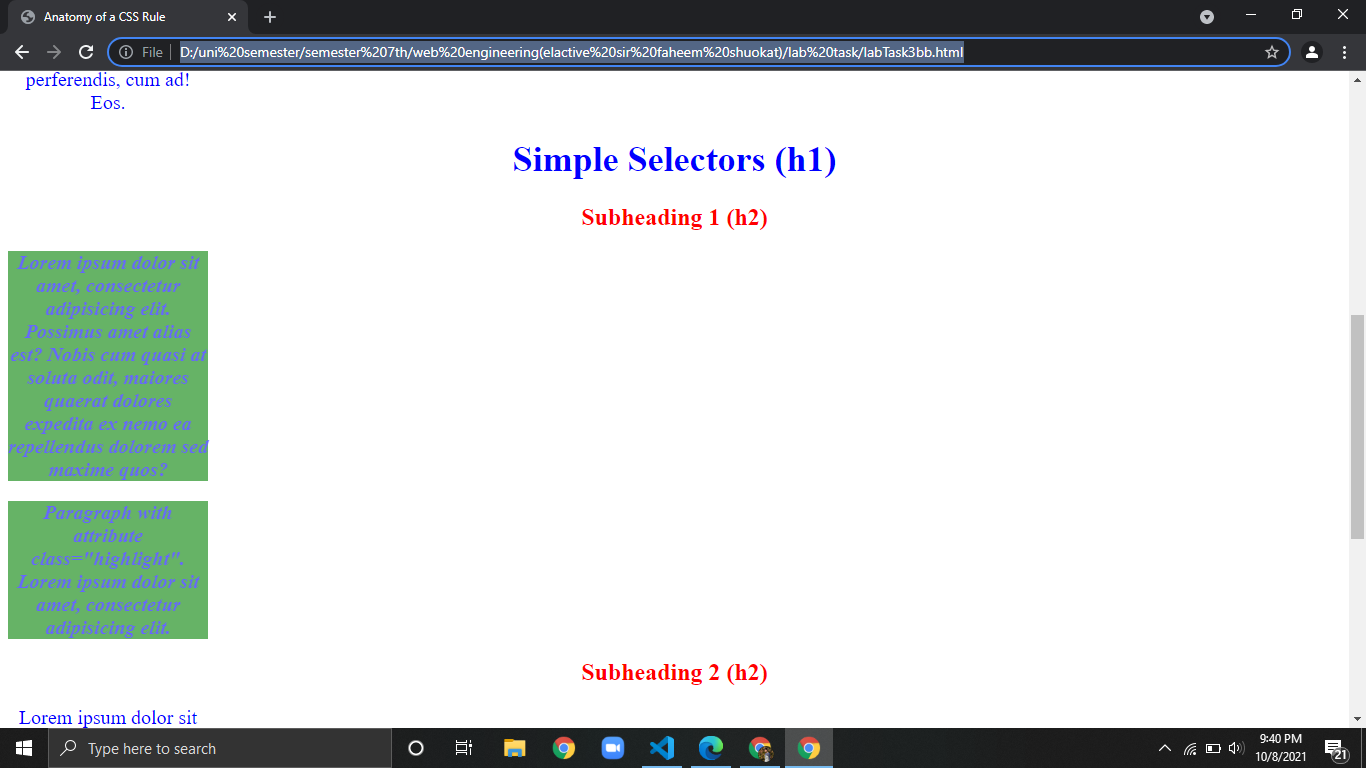 Anatomy of a CSS Rule
File
D:/uni%20semester/semester%207th/web%20engineering(elactive%20sir%20faheem%20shuokat)/lab%20task/labTask3bb.html
perferendis, cum ad!
Eos.
Simple Selectors (h1)
Subheading 1 (h2)
Lorem ipsum dolor sit
amet, consectetur
adipisicing elit.
Possimus amet alias
est? Nobis cum quasi at
soluta odit, maiores
quaerat dolores
expedita ex nemo ea
repellendus dolorem sed
maxime quos?
Paragraph with
attribute
class="highlight".
Lorem ipsum dolor sit
amet, consectetur
adipisicing elit.
Subheading 2 (h2)
Lorem ipsum dolor sit
Type here to search
9:40 PM
10/8/2021
21